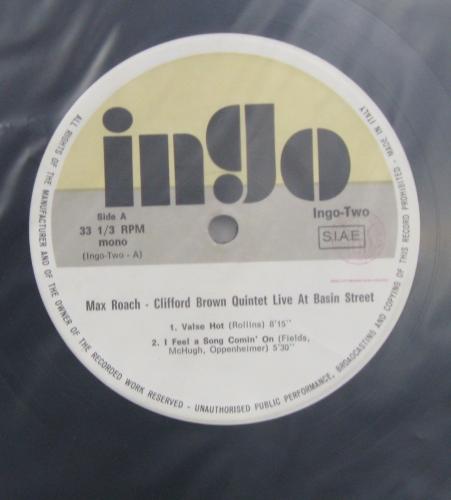 ingo
Side A
33 1/3 RPM
mono
(Ingo-Two - A)
Ingo-Two
S.I.A.E.
Max Roach - Clifford Brown Quintet Live At Basin Street
1. Valse Hot (Rollins) 8'15"
2. I Feel a Song Comin' On (Fields,
McHugh, Oppenheimer) 5'30"
ALL RIGHTS OF THE MANUFACTURER AND OF THE OWNER OF THE RECORDED WORK RESERVED - UNAUTHORISED PUBLIC PERFORMANCE, BROADCASTING AND COPYING OF THIS RECORD PROHIBITED - MADE IN ITALY